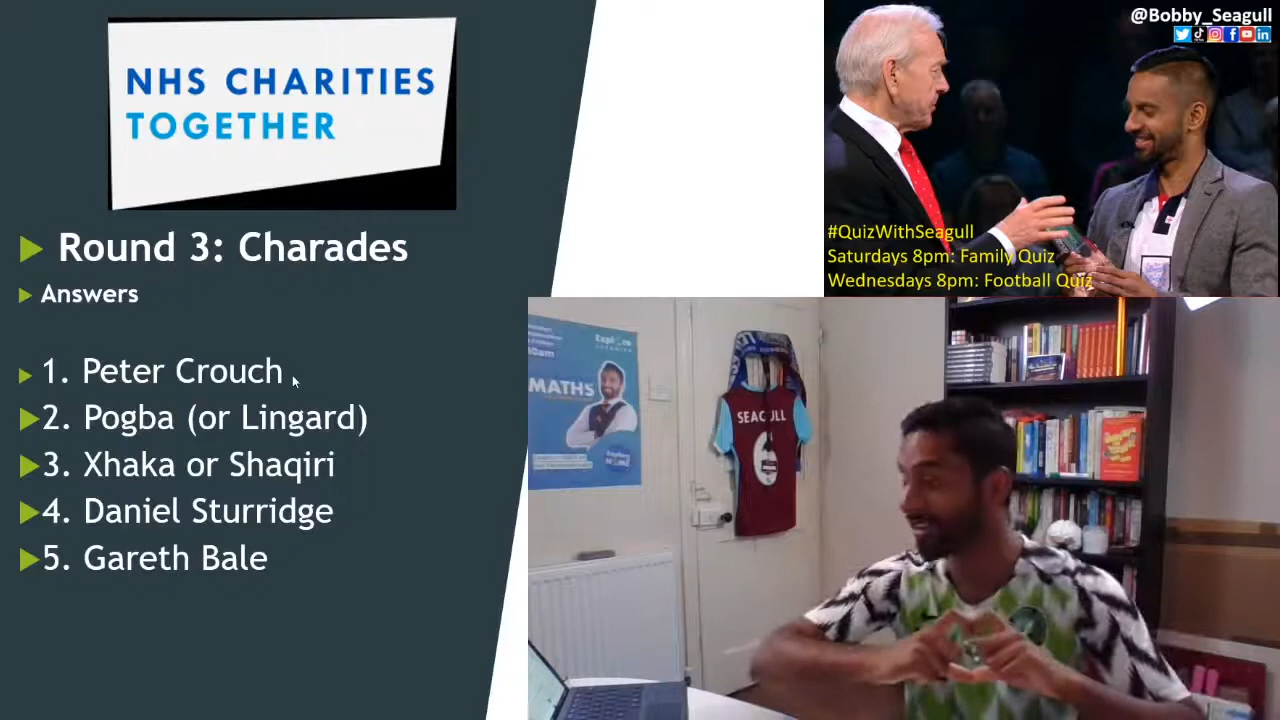 NHS CHARITIES
TOGETHER
Round 3: Charades
Answers
1. Peter Crouch
2. Pogba (or Lingard)
3. Xhaka or Shaqiri
4. Daniel Sturridge
5. Gareth Bale
@Bobby_Seagull
#QuizWithSeagull
Saturdays 8pm: Family Quiz
Wednesdays 8pm: Football Quiz
MATHS
SEAGULL